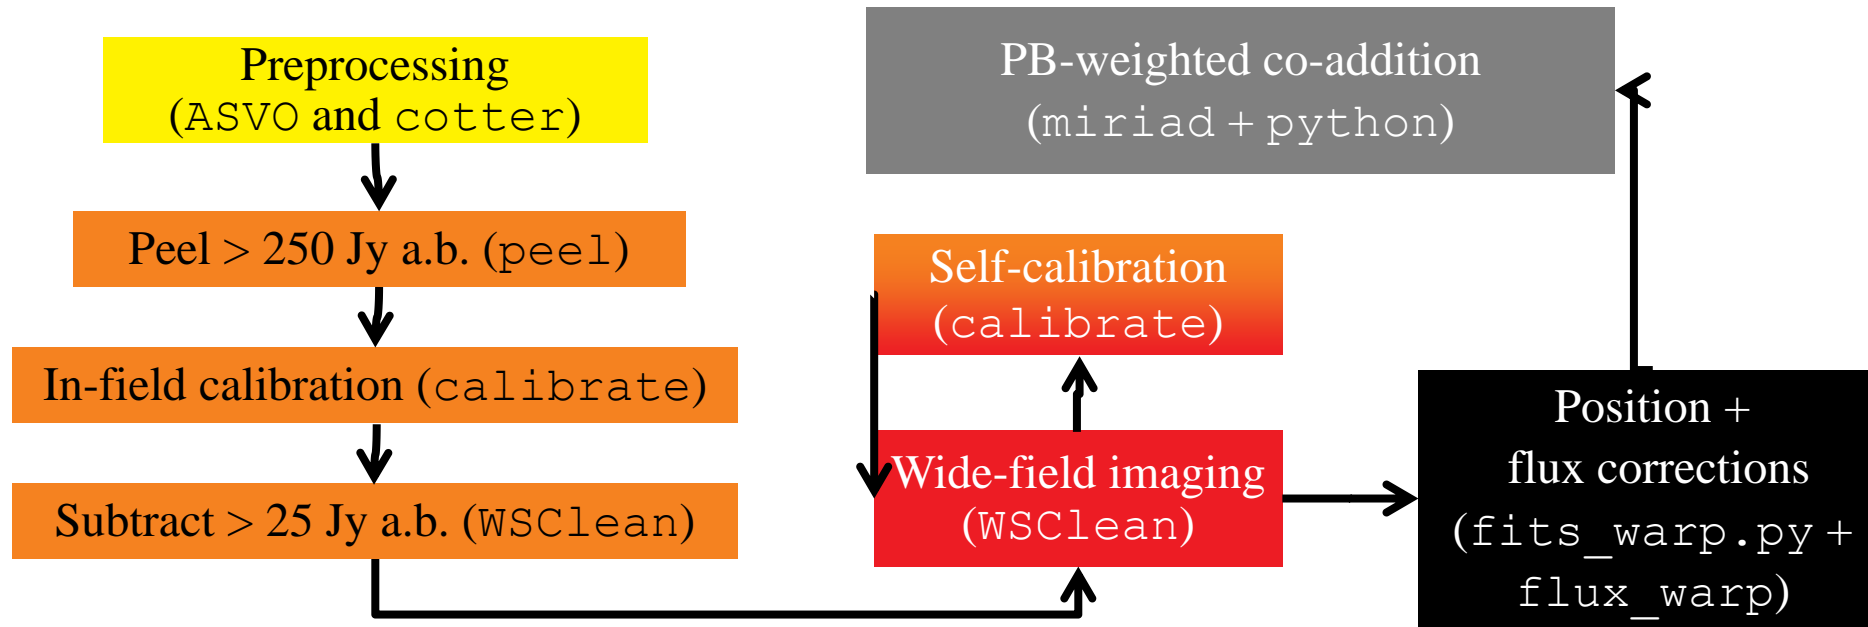 Preprocessing
(ASVO and cotter)
Peel > 250 Jy a.b. (peel)
In-field calibration (calibrate)
Subtract > 25 Jy a.b. (WSClean)
PB-weighted co-addition
(miriad + python)
Self-calibration
(calibrate)
Wide-field imaging
(WSClean)
Position +
flux corrections
(fits_warp.py +
flux_warp)